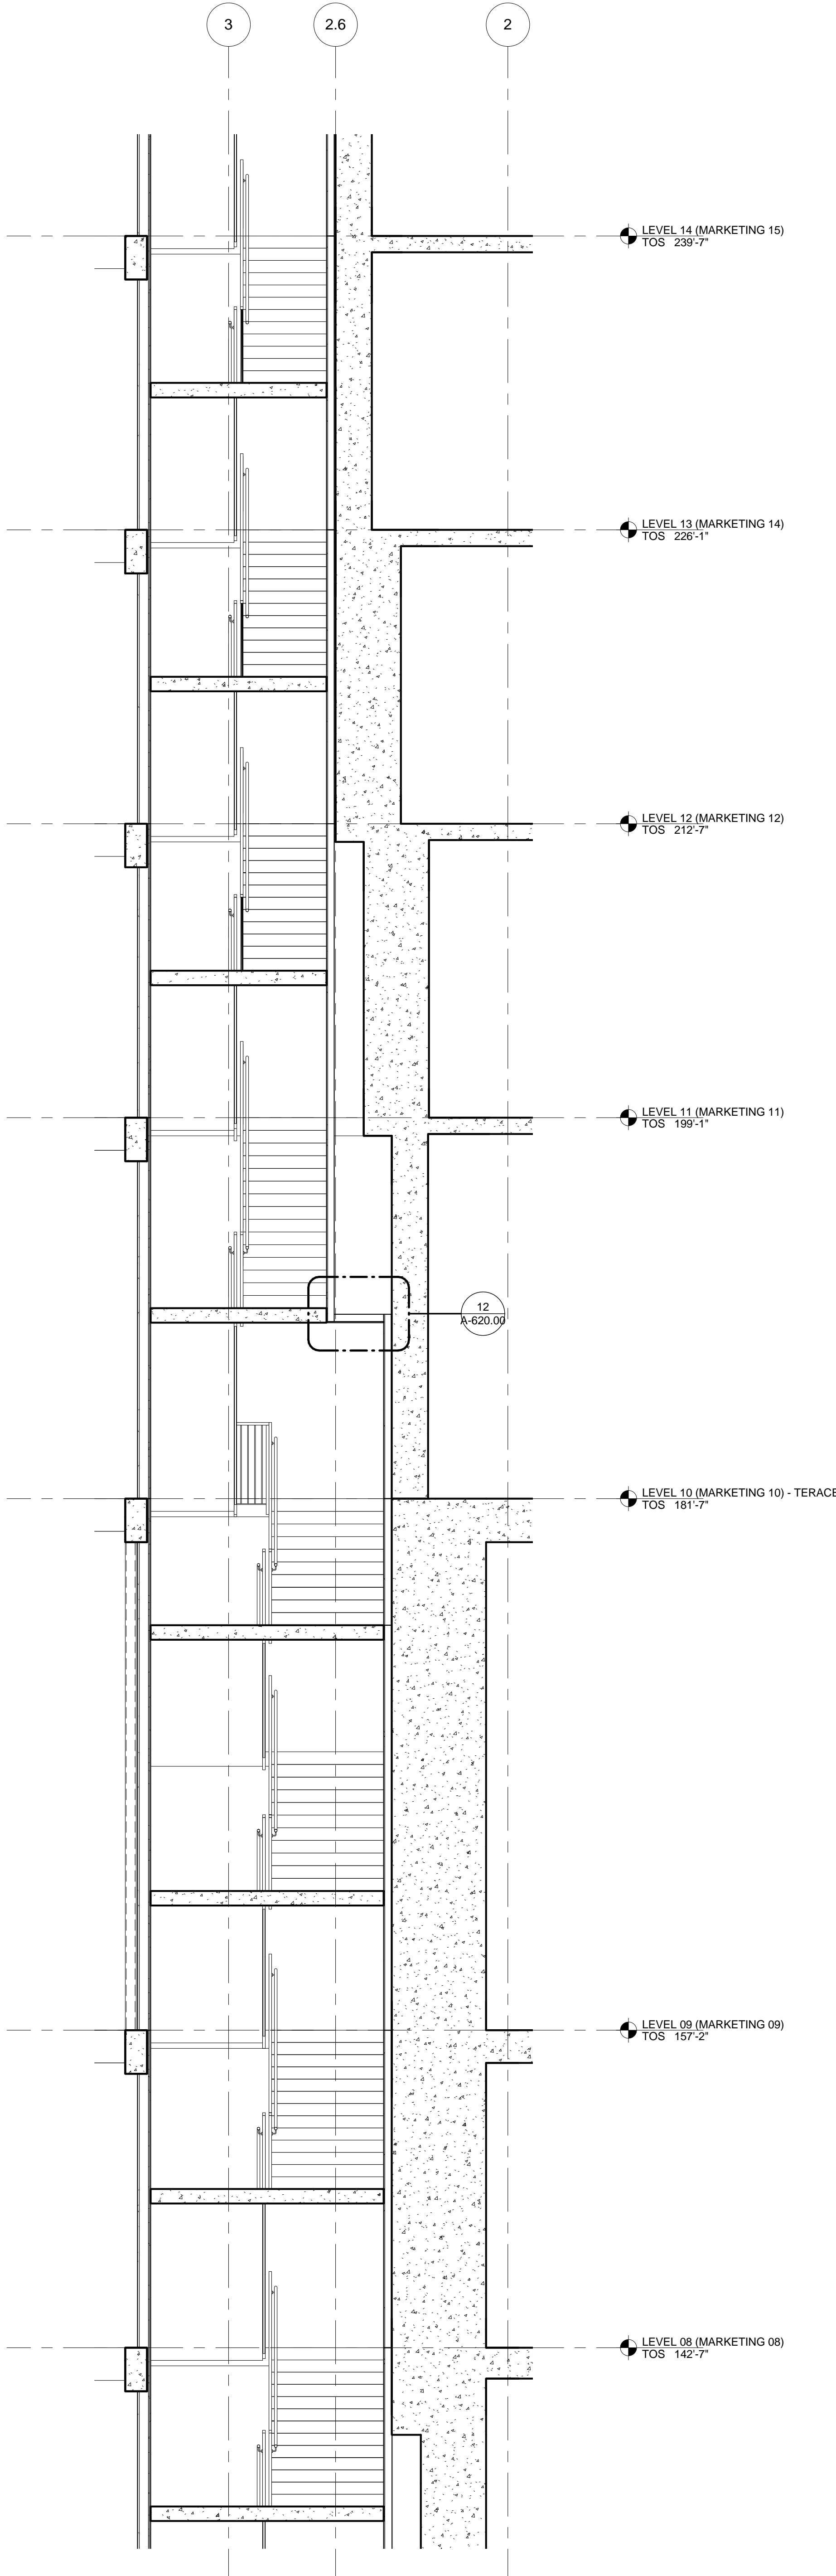 3
2.6
2
LEVEL 14 (MARKETING 15)
TOS 239'-7"
LEVEL 13 (MARKETING 14)
TOS 226'-1"
LEVEL 12 (MARKETING 12)
TOS 212'-7"
LEVEL 11 (MARKETING 11)
TOS 199'-1"
12
A-620.00
LEVEL 10 (MARKETING 10) - TERACE
TOS 181'-7"
LEVEL 09 (MARKETING 09)
TOS 157'-2"
LEVEL 08 (MARKETING 08)
TOS 142'-7"